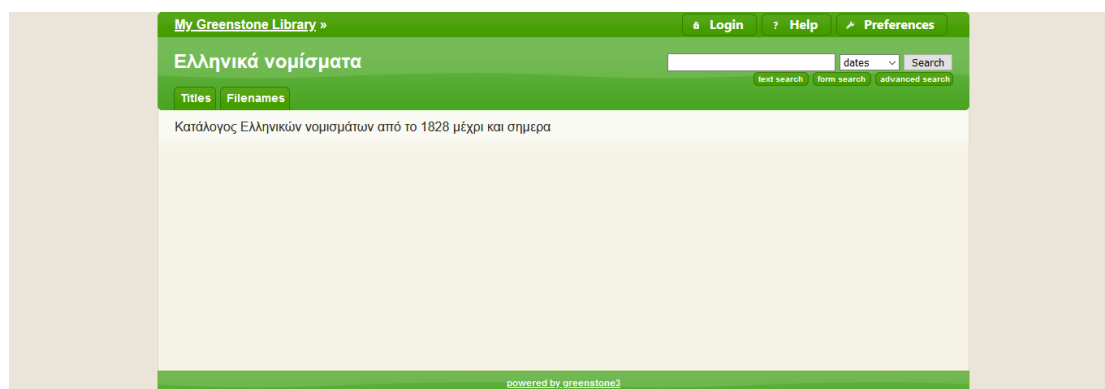 My Greenstone Library »
Login ? Help Preferences
Ελληνικά νομίσματα
dates Search
text search form search advanced search
Titles Filenames
Κατάλογος Ελληνικών νομισμάτων από το 1828 μέχρι και σημερα
powered by greenstone3